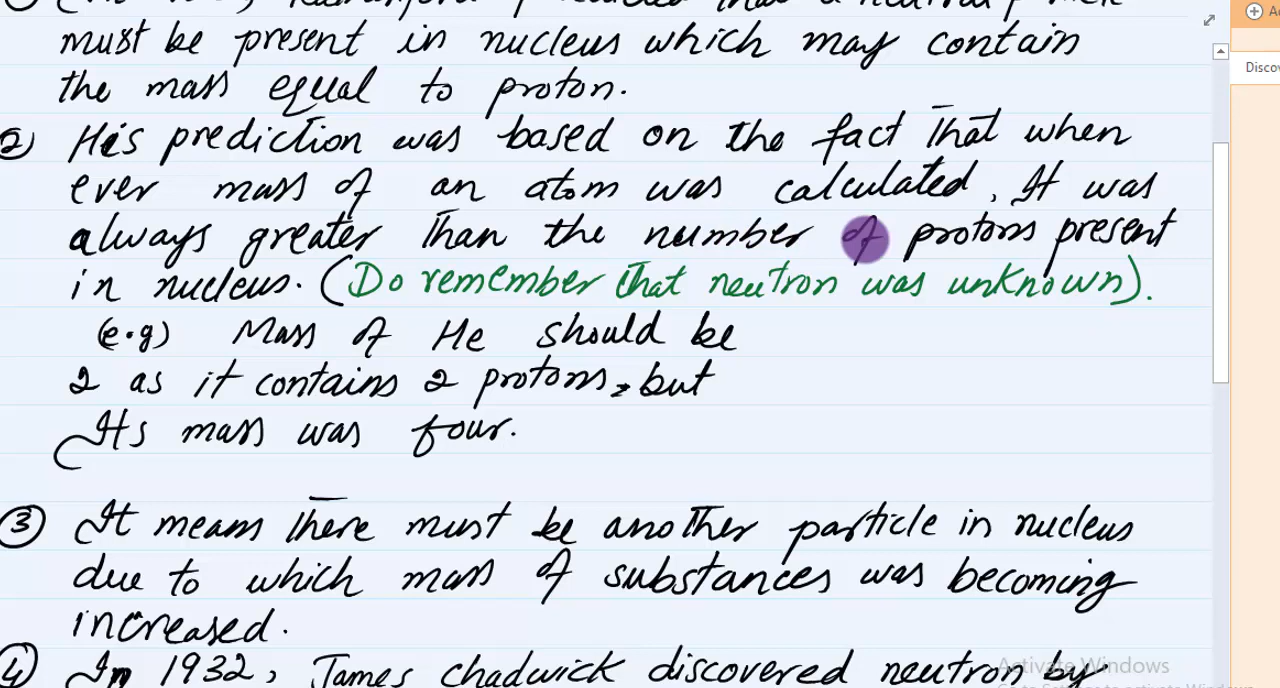 must be present in nucleus which may contain
the mass equal to proton.
2) His prediction was based on the fact that when
ever mass of an atom was calculated, It was
always greater than the number of protons present
in nucleus. (Do remember that neutron was unknown).
(e.g) Mass of He should be
2 as it contains 2 protons, but
Its mass was four.
3 It means there must be another particle in nucleus
due to which mass of substances was becoming
increased.
4) In 1932, James chadwick discovered neutron by
Disco
Activate Windows